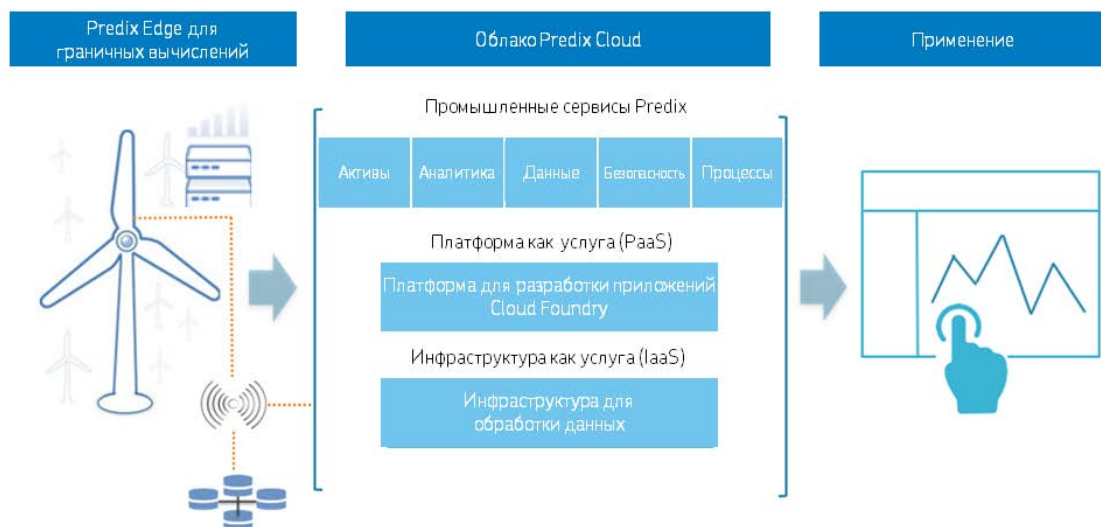 Predix Edge для
граничных вычислений
Облако Predix Cloud
Применение
Промышленные сервисы Predix
Активы
Аналитика
Данные
Безопасность
Процессы
Платформа как услуга (PaaS)
Платформа для разработки приложений
Cloud Foundry
Инфраструктура как услуга (IaaS)
Инфраструктура для
обработки данных